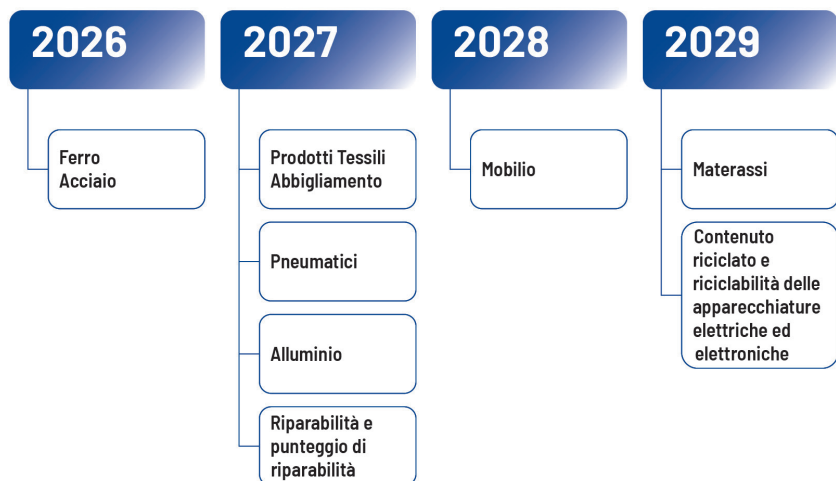 2026
Ferro
Acciaio
2027
Prodotti Tessili
Abbigliamento
Pneumatici
Alluminio
Riparabilità e
punteggio di
riparabilità
2028
Mobilio
2029
Materassi
Contenuto
riciclato e
riciclabilità delle
apparecchiature
elettriche ed
elettroniche